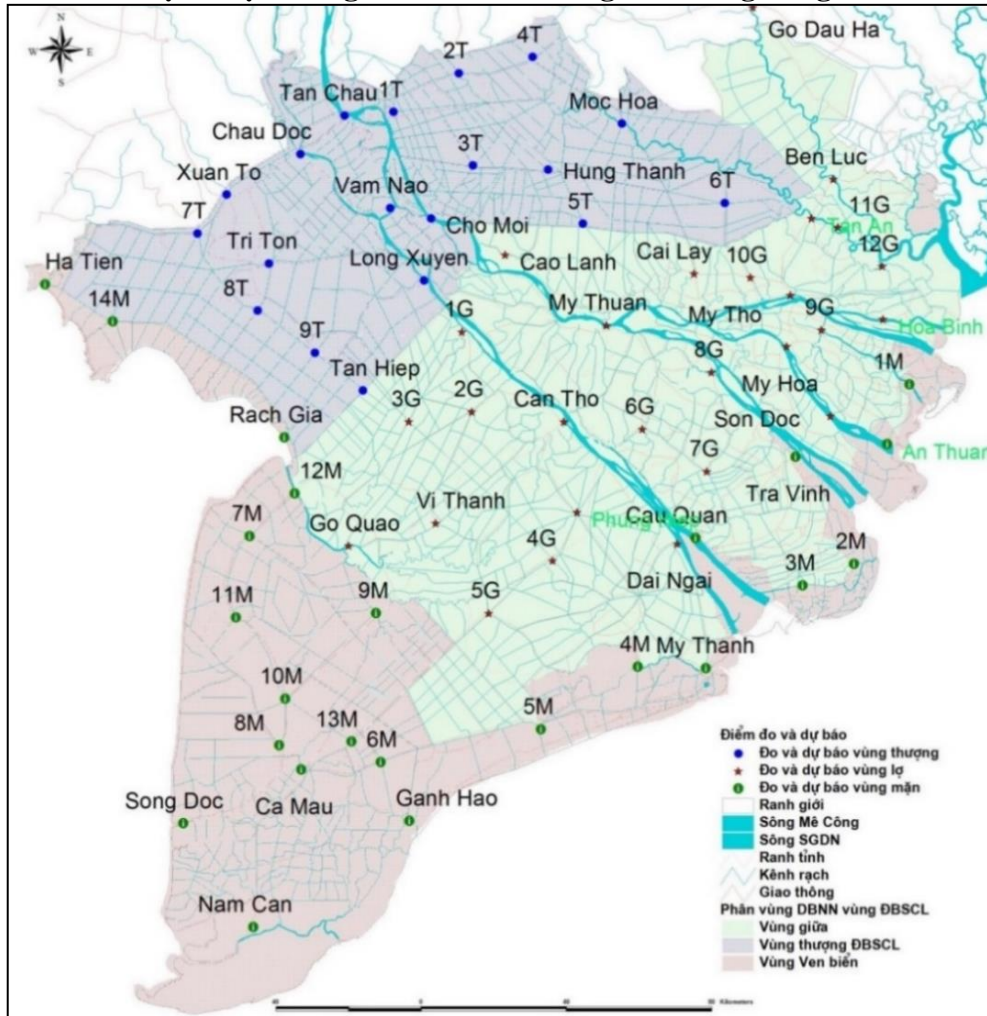 N
W
E
S
Go Dau Ha
4T
2T
Tan Chau
1T
Moc Hoa
Chau Doc
3T
Ben Luc
Xuan To
Vam Nao
Hung Thanh
6T
11G
7T
5T
Tan An
Cho Moi
Tri Ton
12G
Ha Tien
Long Xuyen
Cao Lanh
Cai Lay
10G
8T
14M
My Thuan
My Tho
9G
1G
Hoa Binh
9T
8G
1M
Tan Hiep
My Hoa
2G
3G
Can Tho
6G
Son Doc
Rach Gia
An Thuan
7G
12M
Tra Vinh
Vi Thanh
7M
Go Quao
Cau Quan
4G
2M
3M
Dai Ngai
11M
9M
5G
4M
My Thanh
10M
5M
8M
13M
6M
Điểm đo và dự báo
Đo và dự báo vùng thượng
Đo và dự báo vùng lợ
Song Doc
Ca Mau
Ganh Hao
Đo và dự báo vùng mặn
Ranh giới
Sông Mê Công
Sông SGDN
Ranh tỉnh
Kênh rạch
Giao thông
Nam Can
Phân vùng DBNN vùng ĐBSCL
Vùng giữa
Vùng thượng ĐBSCL
Vùng Ven biển
0
Kilometers